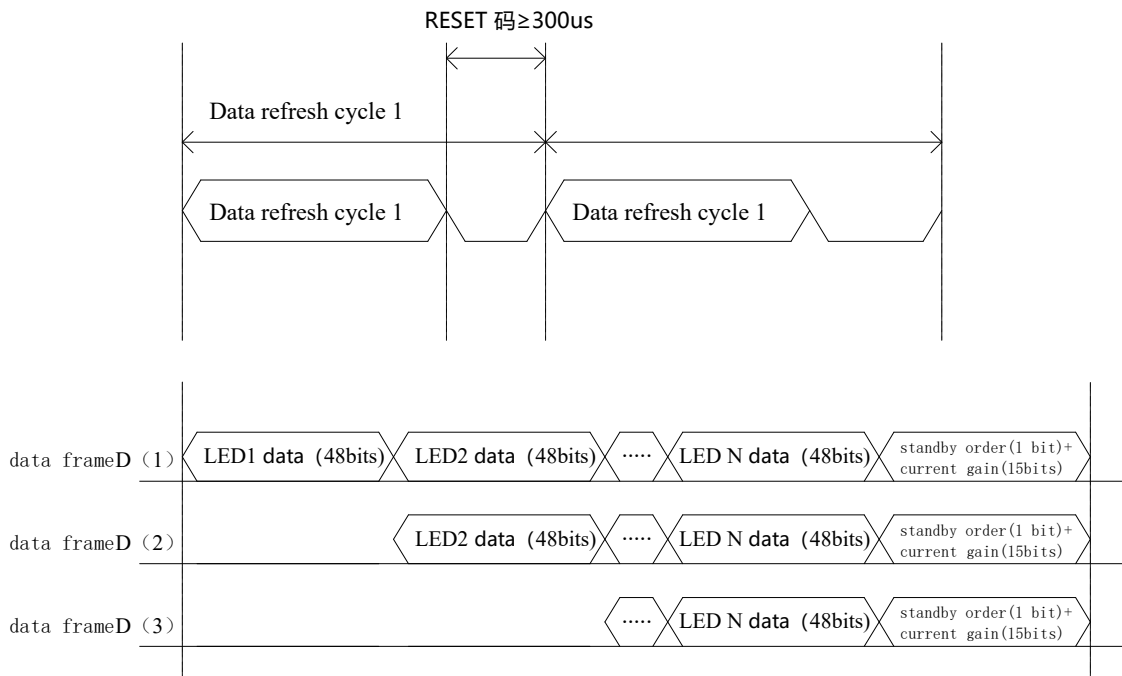 RESET 码≥300us
Data refresh cycle 1
Data refresh cycle 1
Data refresh cycle 1
data frameD（1）
LED1 data（48bits)
LED2 data（48bits)
·····
LED N data（48bits)
standby order(1 bit)+
current gain(15bits)
data frameD（2）
LED2 data（48bits)
·····
LED N data（48bits)
standby order(1 bit)+
current gain(15bits)
data frameD（3）
·····
LED N data（48bits)
standby order(1 bit)+
current gain(15bits)